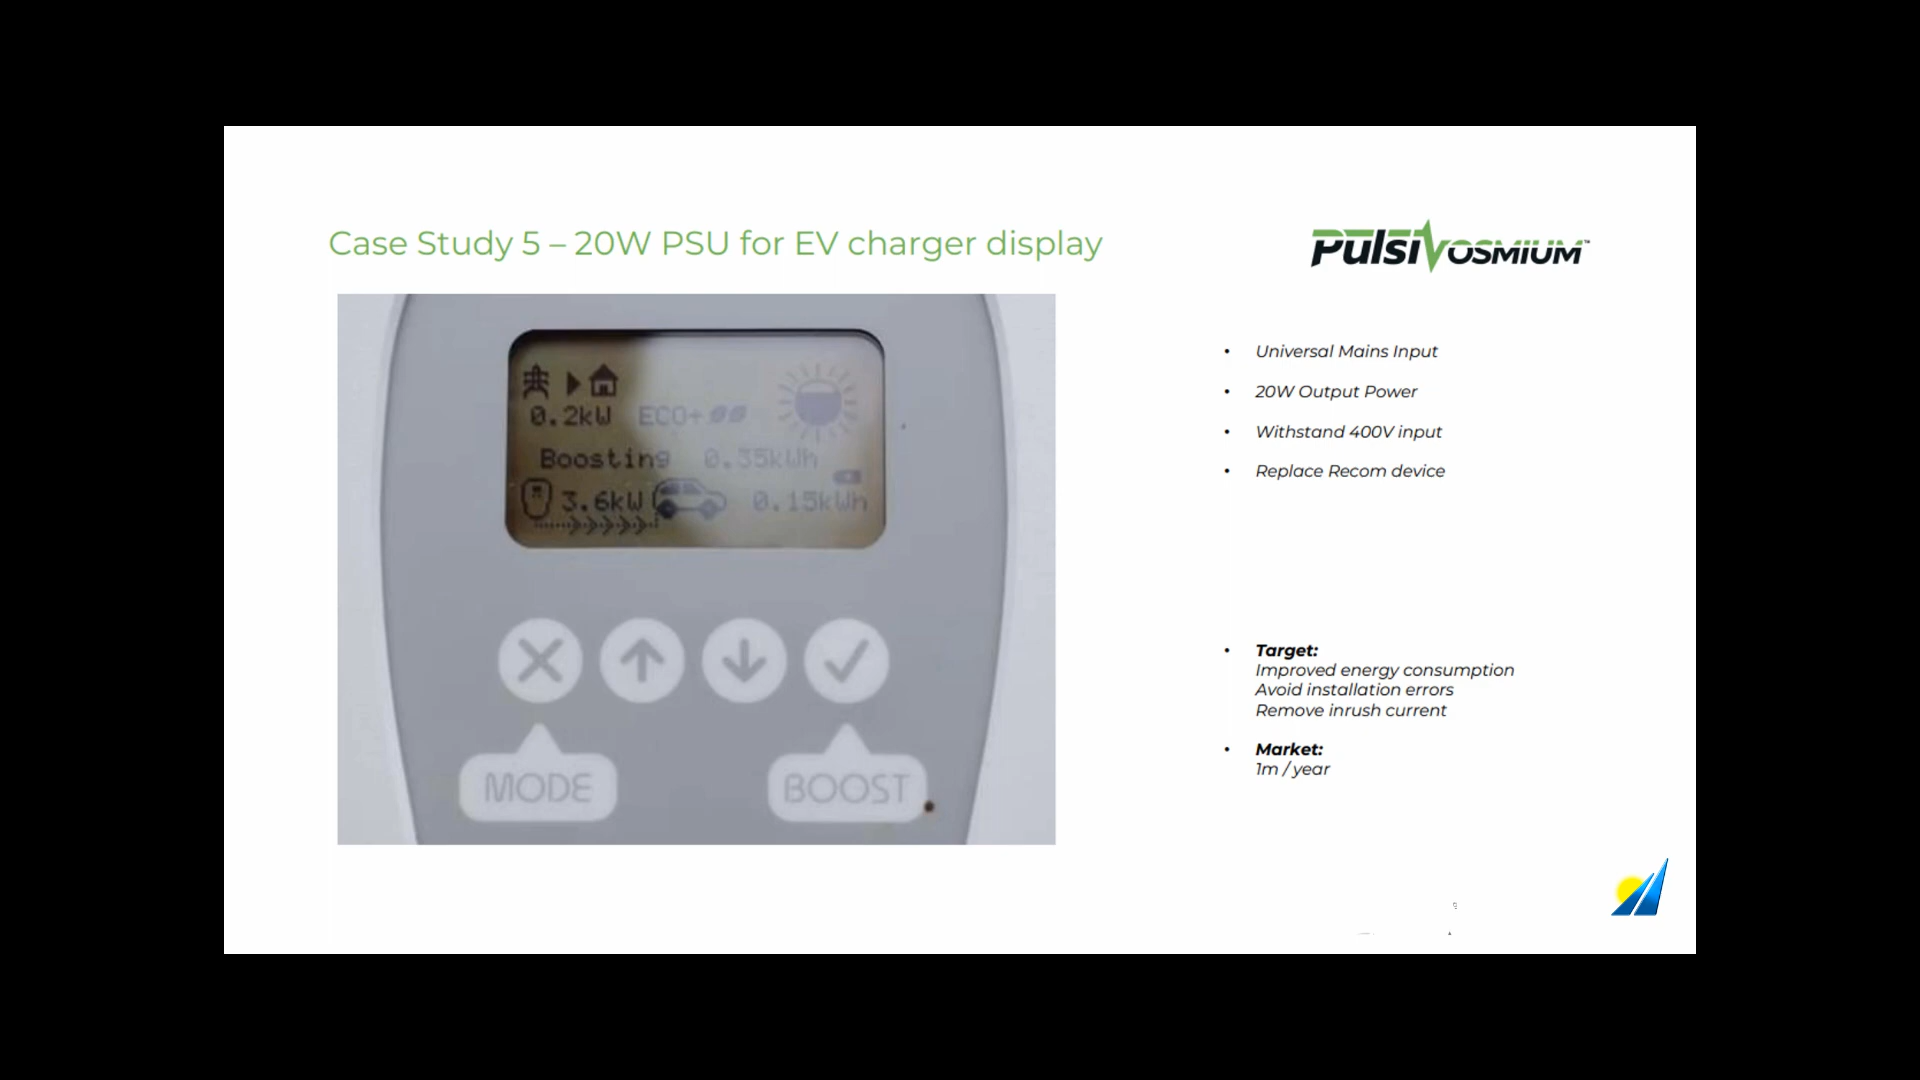 Case Study 5 – 20W PSU for EV charger display
Pulsiv OSMIUM™
0.2kW ECO+
Boosting 0.35kWh
3.6kW 0.15kWh
MODE
BOOST
• Universal Mains Input
• 20W Output Power
• Withstand 400V input
• Replace Recom device
• Target:
Improved energy consumption
Avoid installation errors
Remove inrush current
• Market:
1m / year